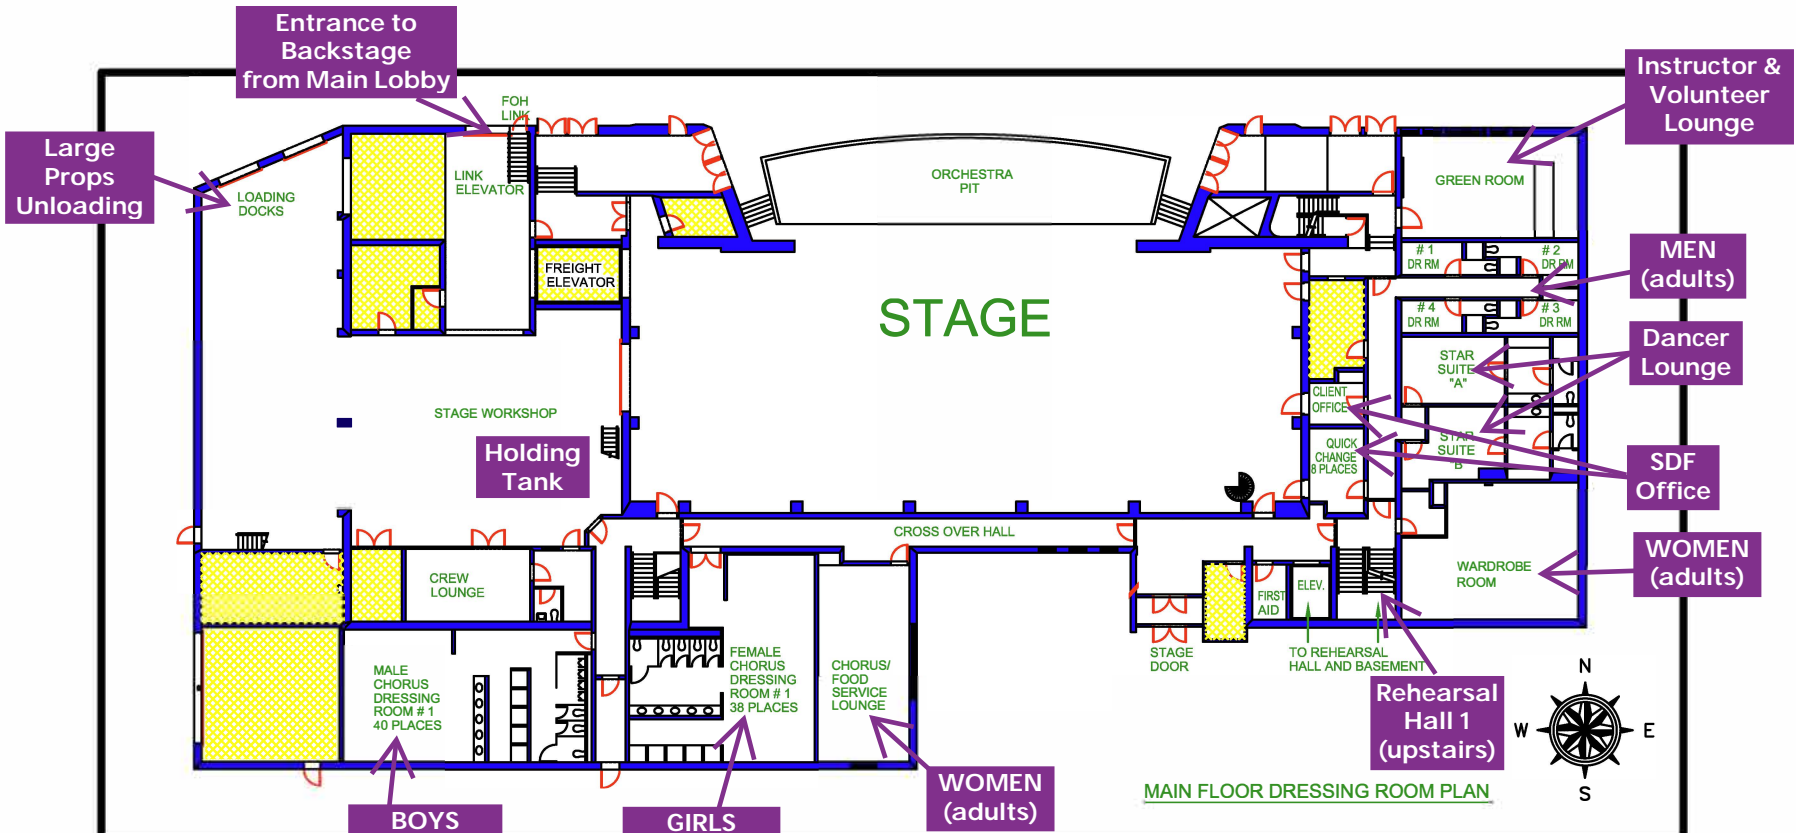 Entrance to
Backstage
from Main Lobby
Instructor &
Volunteer
Lounge
Large
Props
Unloading
FOH
LINK
LINK
ELEVATOR
LOADING
DOCKS
ORCHESTRA
PIT
GREEN ROOM
FREIGHT
ELEVATOR
STAGE
# 1
DR RM
# 2
DR RM
# 4
DR RM
# 3
DR RM
MEN
(adults)
STAR
SUITE
"A"
Dancer
Lounge
CLIENT
OFFICE
STAGE WORKSHOP
Holding
Tank
QUICK
CHANGE
8 PLACES
STAR
SUITE
B
SDF
Office
CROSS OVER HALL
WARDROBE
ROOM
WOMEN
(adults)
CREW
LOUNGE
FIRST
AID
ELEV.
STAGE
DOOR
TO REHEARSAL
HALL AND BASEMENT
MALE
CHORUS
DRESSING
ROOM # 1
40 PLACES
FEMALE
CHORUS
DRESSING
ROOM # 1
38 PLACES
CHORUS/
FOOD
SERVICE
LOUNGE
Rehearsal
Hall 1
(upstairs)
N
W
E
S
BOYS
GIRLS
WOMEN
(adults)
MAIN FLOOR DRESSING ROOM PLAN